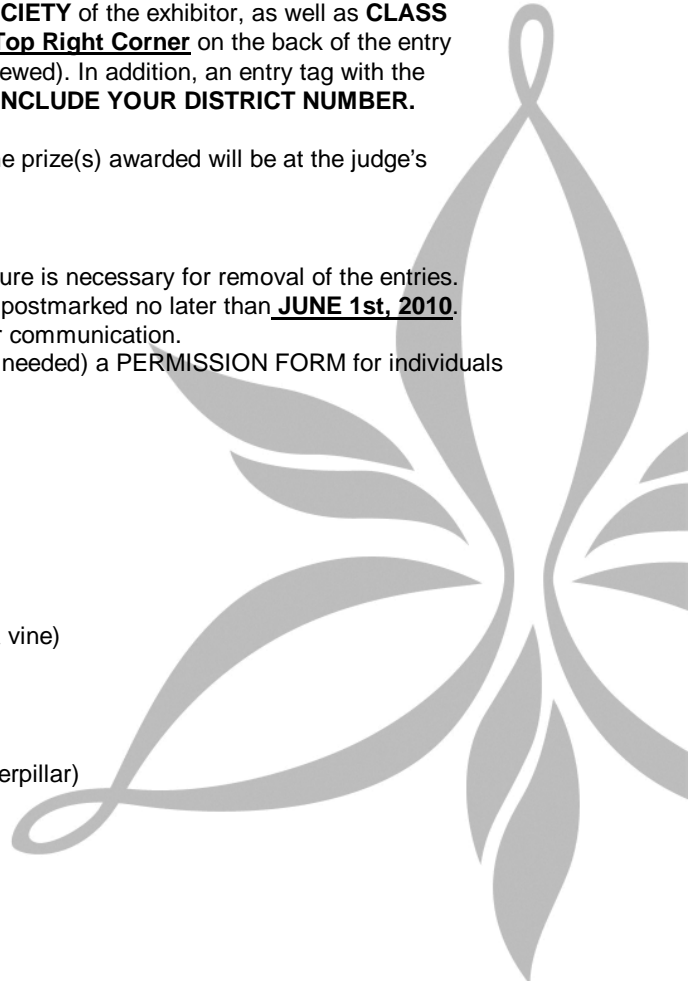 CIETY of the exhibitor, as well as CLASS
Top Right Corner on the back of the entry
ewed). In addition, an entry tag with the
INCLUDE YOUR DISTRICT NUMBER.
e prize(s) awarded will be at the judge's
ure is necessary for removal of the entries.
postmarked no later than JUNE 1st, 2010.
r communication.
needed) a PERMISSION FORM for individuals
vine)
erpillar)